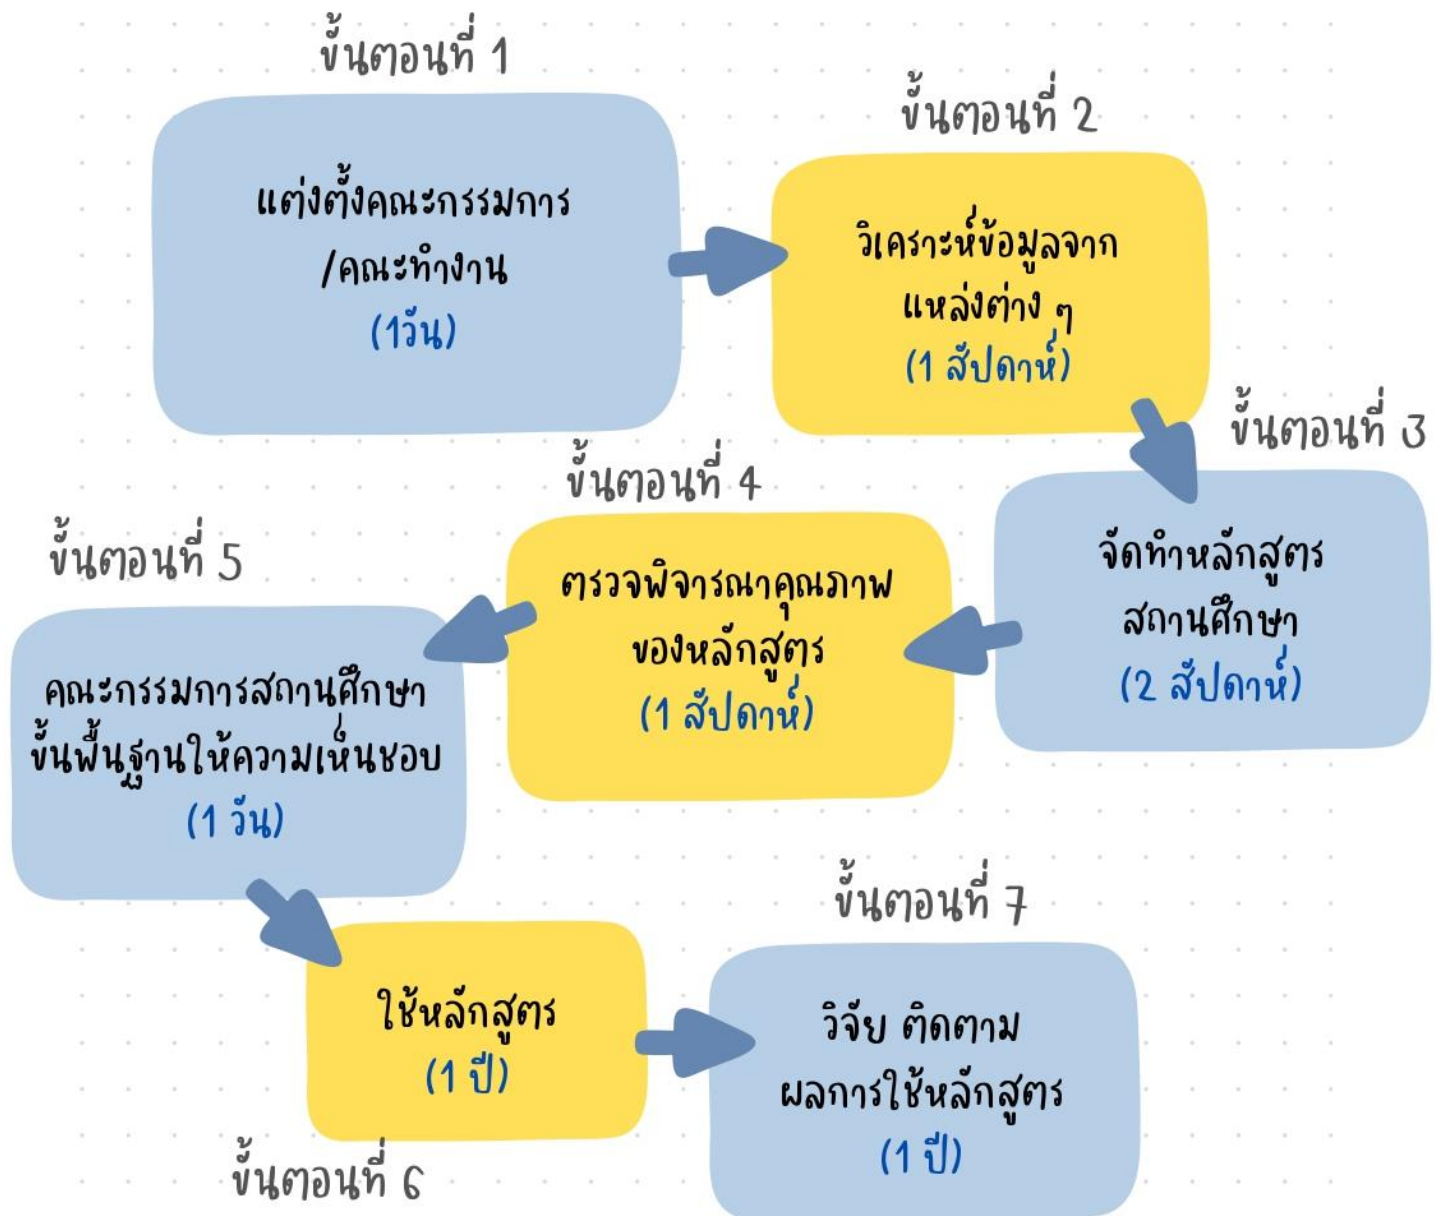 ขั้นตอนที่ 1
แต่งตั้งคณะกรรมการ
/คณะทำงาน
(1วัน)
ขั้นตอนที่ 2
วิเคราะห์ข้อมูลจาก
แหล่งต่าง ๆ
(1 สัปดาห์)
ขั้นตอนที่ 3
จัดทำหลักสูตร
สถานศึกษา
(2 สัปดาห์)
ขั้นตอนที่ 4
ตรวจพิจารณาคุณภาพ
ของหลักสูตร
(1 สัปดาห์)
ขั้นตอนที่ 5
คณะกรรมการสถานศึกษา
ขั้นพื้นฐานให้ความเห็นชอบ
(1 วัน)
ใช้หลักสูตร
(1 ปี)
ขั้นตอนที่ 6
ขั้นตอนที่ 7
วิจัย ติดตาม
ผลการใช้หลักสูตร
(1 ปี)